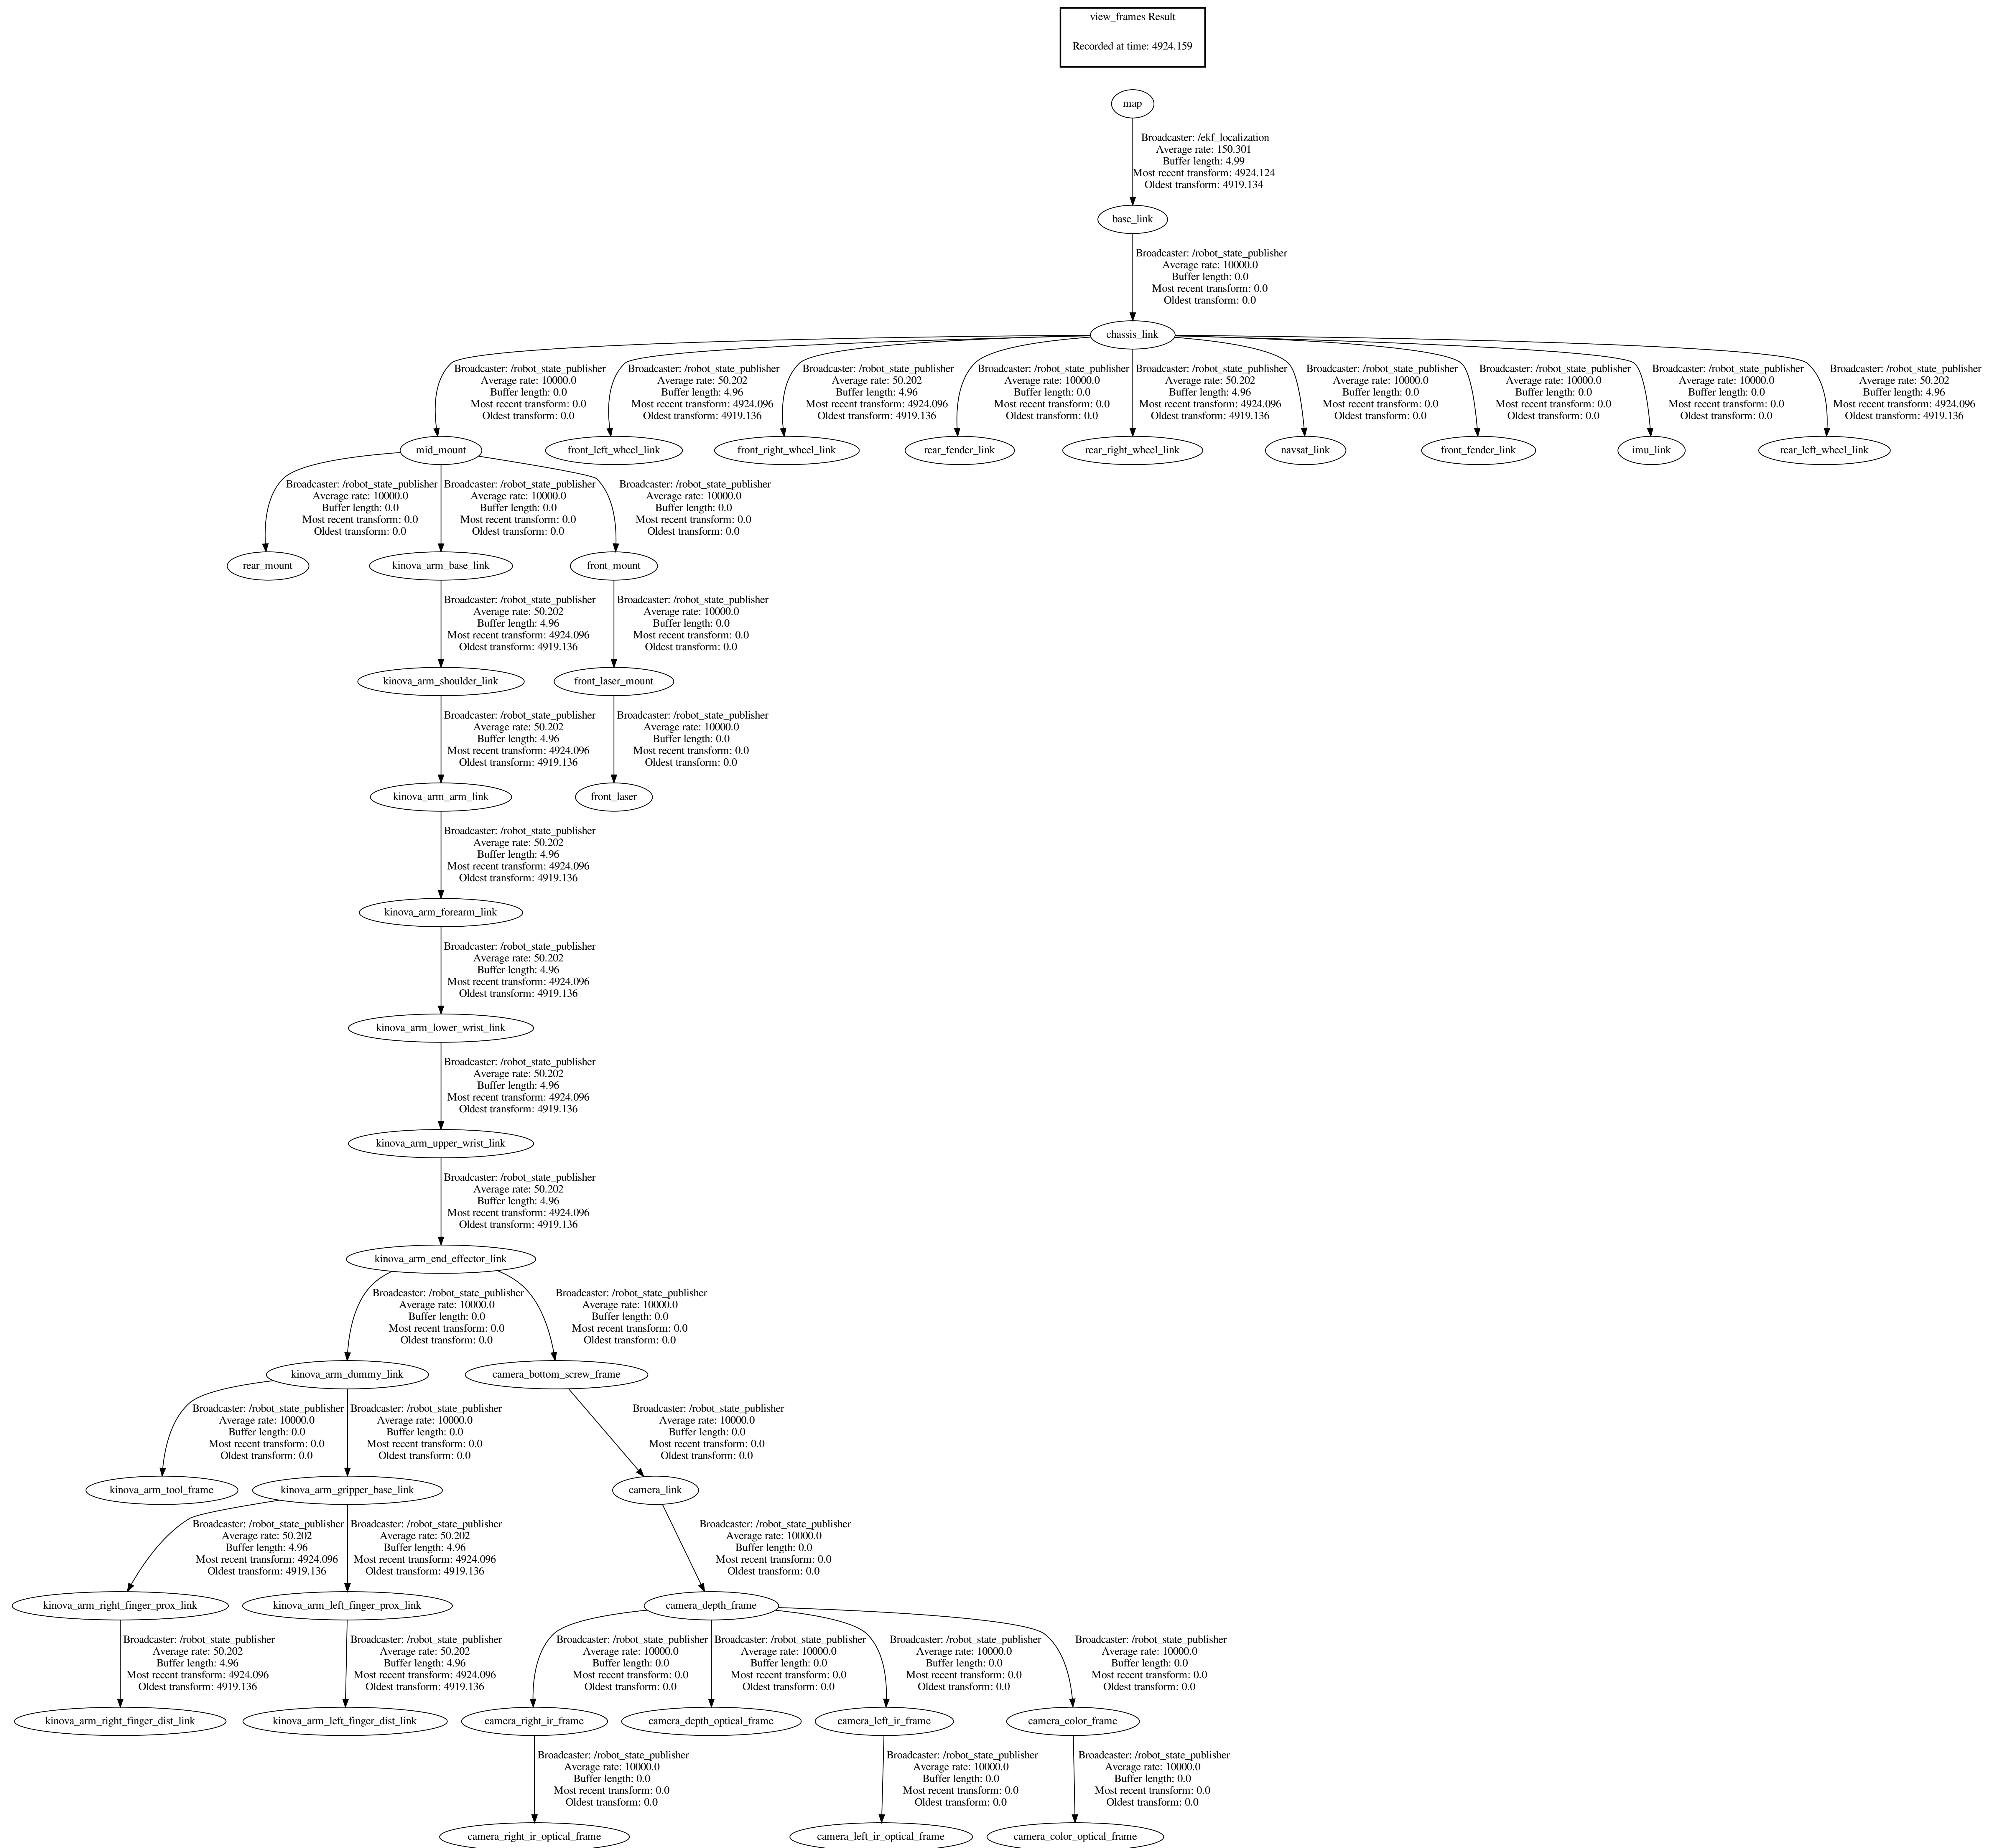 view_frames Result
Recorded at time: 4924.159
map
Broadcaster: /ekf_localization
Average rate: 150.301
Buffer length: 4.99
Most recent transform: 4924.124
Oldest transform: 4919.134
base_link
Broadcaster: /robot_state_publisher
Average rate: 10000.0
Buffer length: 0.0
Most recent transform: 0.0
Oldest transform: 0.0
chassis_link
Broadcaster: /robot_state_publisher
Average rate: 10000.0
Buffer length: 0.0
Most recent transform: 0.0
Oldest transform: 0.0
Broadcaster: /robot_state_publisher
Average rate: 50.202
Buffer length: 4.96
Most recent transform: 4924.096
Oldest transform: 4919.136
Broadcaster: /robot_state_publisher
Average rate: 50.202
Buffer length: 4.96
Most recent transform: 4924.096
Oldest transform: 4919.136
Broadcaster: /robot_state_publisher
Average rate: 10000.0
Buffer length: 0.0
Most recent transform: 0.0
Oldest transform: 0.0
Broadcaster: /robot_state_publisher
Average rate: 50.202
Buffer length: 4.96
Most recent transform: 4924.096
Oldest transform: 4919.136
Broadcaster: /robot_state_publisher
Average rate: 10000.0
Buffer length: 0.0
Most recent transform: 0.0
Oldest transform: 0.0
Broadcaster: /robot_state_publisher
Average rate: 10000.0
Buffer length: 0.0
Most recent transform: 0.0
Oldest transform: 0.0
Broadcaster: /robot_state_publisher
Average rate: 10000.0
Buffer length: 0.0
Most recent transform: 0.0
Oldest transform: 0.0
Broadcaster: /robot_state_publisher
Average rate: 50.202
Buffer length: 4.96
Most recent transform: 4924.096
Oldest transform: 4919.136
mid_mount
front_left_wheel_link
front_right_wheel_link
rear_fender_link
rear_right_wheel_link
navsat_link
front_fender_link
imu_link
rear_left_wheel_link
Broadcaster: /robot_state_publisher
Average rate: 10000.0
Buffer length: 0.0
Most recent transform: 0.0
Oldest transform: 0.0
Broadcaster: /robot_state_publisher
Average rate: 10000.0
Buffer length: 0.0
Most recent transform: 0.0
Oldest transform: 0.0
Broadcaster: /robot_state_publisher
Average rate: 10000.0
Buffer length: 0.0
Most recent transform: 0.0
Oldest transform: 0.0
rear_mount
kinova_arm_base_link
front_mount
Broadcaster: /robot_state_publisher
Average rate: 50.202
Buffer length: 4.96
Most recent transform: 4924.096
Oldest transform: 4919.136
Broadcaster: /robot_state_publisher
Average rate: 10000.0
Buffer length: 0.0
Most recent transform: 0.0
Oldest transform: 0.0
kinova_arm_shoulder_link
front_laser_mount
Broadcaster: /robot_state_publisher
Average rate: 50.202
Buffer length: 4.96
Most recent transform: 4924.096
Oldest transform: 4919.136
Broadcaster: /robot_state_publisher
Average rate: 10000.0
Buffer length: 0.0
Most recent transform: 0.0
Oldest transform: 0.0
kinova_arm_arm_link
front_laser
Broadcaster: /robot_state_publisher
Average rate: 50.202
Buffer length: 4.96
Most recent transform: 4924.096
Oldest transform: 4919.136
kinova_arm_forearm_link
Broadcaster: /robot_state_publisher
Average rate: 50.202
Buffer length: 4.96
Most recent transform: 4924.096
Oldest transform: 4919.136
kinova_arm_lower_wrist_link
Broadcaster: /robot_state_publisher
Average rate: 50.202
Buffer length: 4.96
Most recent transform: 4924.096
Oldest transform: 4919.136
kinova_arm_upper_wrist_link
Broadcaster: /robot_state_publisher
Average rate: 50.202
Buffer length: 4.96
Most recent transform: 4924.096
Oldest transform: 4919.136
kinova_arm_end_effector_link
Broadcaster: /robot_state_publisher
Average rate: 10000.0
Buffer length: 0.0
Most recent transform: 0.0
Oldest transform: 0.0
Broadcaster: /robot_state_publisher
Average rate: 10000.0
Buffer length: 0.0
Most recent transform: 0.0
Oldest transform: 0.0
kinova_arm_dummy_link
camera_bottom_screw_frame
Broadcaster: /robot_state_publisher
Average rate: 10000.0
Buffer length: 0.0
Most recent transform: 0.0
Oldest transform: 0.0
Broadcaster: /robot_state_publisher
Average rate: 10000.0
Buffer length: 0.0
Most recent transform: 0.0
Oldest transform: 0.0
Broadcaster: /robot_state_publisher
Average rate: 10000.0
Buffer length: 0.0
Most recent transform: 0.0
Oldest transform: 0.0
kinova_arm_tool_frame
kinova_arm_gripper_base_link
camera_link
Broadcaster: /robot_state_publisher
Average rate: 50.202
Buffer length: 4.96
Most recent transform: 4924.096
Oldest transform: 4919.136
Broadcaster: /robot_state_publisher
Average rate: 50.202
Buffer length: 4.96
Most recent transform: 4924.096
Oldest transform: 4919.136
Broadcaster: /robot_state_publisher
Average rate: 10000.0
Buffer length: 0.0
Most recent transform: 0.0
Oldest transform: 0.0
kinova_arm_right_finger_prox_link
kinova_arm_left_finger_prox_link
camera_depth_frame
Broadcaster: /robot_state_publisher
Average rate: 50.202
Buffer length: 4.96
Most recent transform: 4924.096
Oldest transform: 4919.136
Broadcaster: /robot_state_publisher
Average rate: 50.202
Buffer length: 4.96
Most recent transform: 4924.096
Oldest transform: 4919.136
Broadcaster: /robot_state_publisher
Average rate: 10000.0
Buffer length: 0.0
Most recent transform: 0.0
Oldest transform: 0.0
Broadcaster: /robot_state_publisher
Average rate: 10000.0
Buffer length: 0.0
Most recent transform: 0.0
Oldest transform: 0.0
Broadcaster: /robot_state_publisher
Average rate: 10000.0
Buffer length: 0.0
Most recent transform: 0.0
Oldest transform: 0.0
Broadcaster: /robot_state_publisher
Average rate: 10000.0
Buffer length: 0.0
Most recent transform: 0.0
Oldest transform: 0.0
kinova_arm_right_finger_dist_link
kinova_arm_left_finger_dist_link
camera_right_ir_frame
camera_depth_optical_frame
camera_left_ir_frame
camera_color_frame
Broadcaster: /robot_state_publisher
Average rate: 10000.0
Buffer length: 0.0
Most recent transform: 0.0
Oldest transform: 0.0
Broadcaster: /robot_state_publisher
Average rate: 10000.0
Buffer length: 0.0
Most recent transform: 0.0
Oldest transform: 0.0
Broadcaster: /robot_state_publisher
Average rate: 10000.0
Buffer length: 0.0
Most recent transform: 0.0
Oldest transform: 0.0
camera_right_ir_optical_frame
camera_left_ir_optical_frame
camera_color_optical_frame